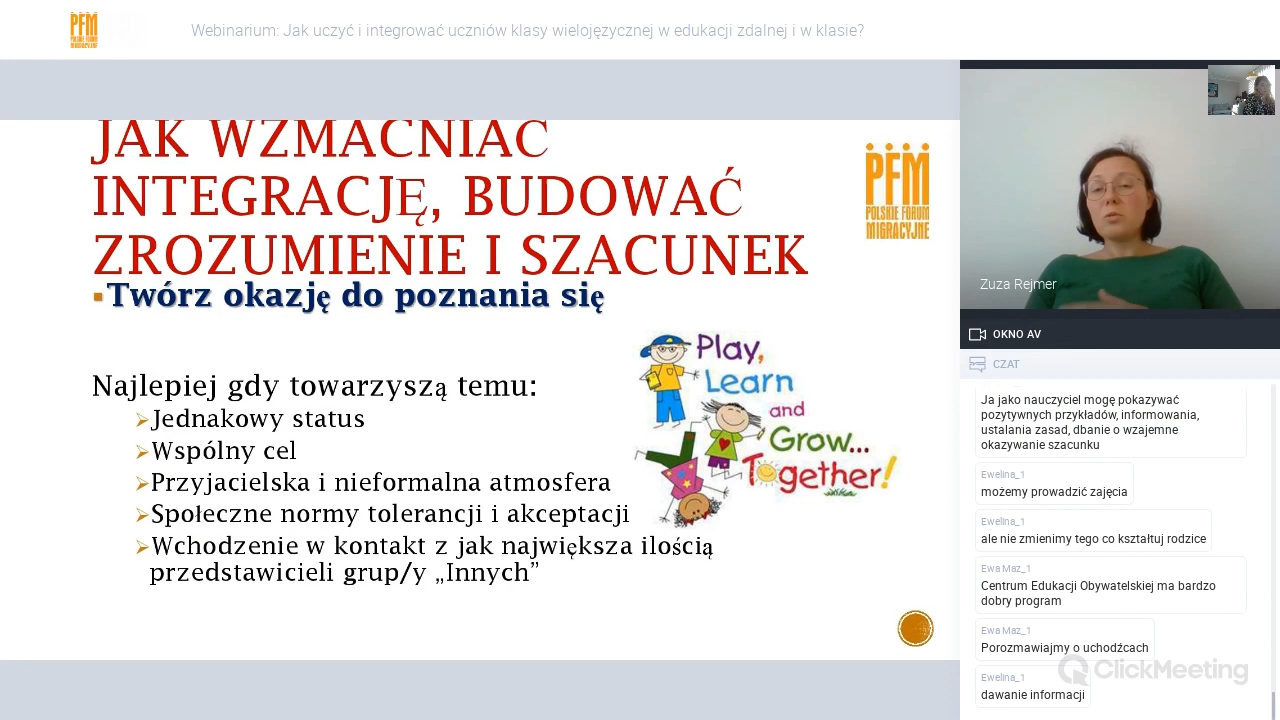 PFM
POLSKIE FORUM
MIGRACYJNE
Webinarium: Jak uczyć i integrować uczniów klasy wielojęzycznej w edukacji zdalnej i w klasie?
JAK WZMACNIAĆ
INTEGRACJĘ, BUDOWAĆ
ZROZUMIENIE I SZACUNEK
Twórz okazję do poznania się
PFM
POLSKIE FORUM
MIGRACYJNE
Najlepiej gdy towarzyszą temu:
Jednakowy status
Wspólny cel
Przyjacielska i nieformalna atmosfera
Społeczne normy tolerancji i akceptacji
Wchodzenie w kontakt z jak największa ilością
przedstawicieli grup/y „Innych”
Play,
Learn
and
Grow...
Together!
Zuza Rejmer
OKNO AV
CZAT
Ja jako nauczyciel mogę pokazywać
pozytywnych przykładów, informowania,
ustalania zasad, dbanie o wzajemne
okazywanie szacunku
Ewelina_1
możemy prowadzić zajęcia
Ewelina_1
ale nie zmienimy tego co kształtuj rodzice
Ewa Maz_1
Centrum Edukacji Obywatelskiej ma bardzo
dobry program
Ewa Maz_1
Porozmawiajmy o uchodźcach
Ewelina_1
dawanie informacji
ClickMeeting